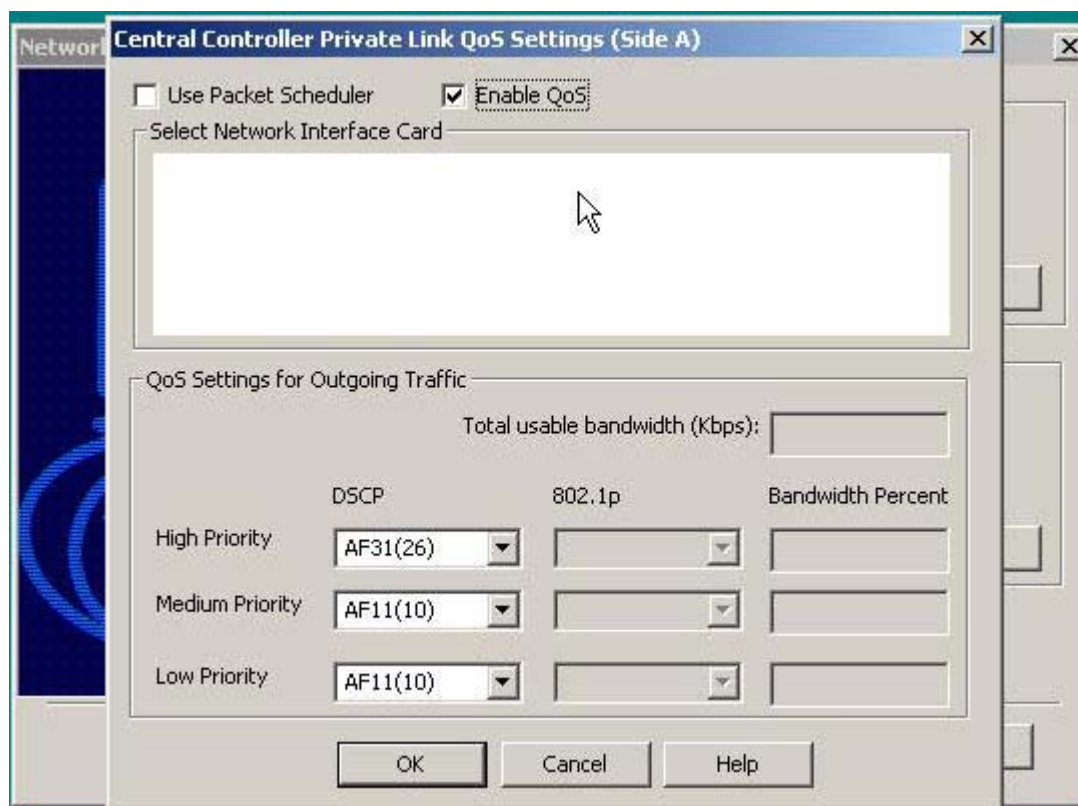 Networ
Central Controller Private Link QoS Settings (Side A)
Use Packet Scheduler Enable QoS
Select Network Interface Card
QoS Settings for Outgoing Traffic
Total usable bandwidth (Kbps):
DSCP 802.1p Bandwidth Percent
High Priority AF31(26)
Medium Priority AF11(10)
Low Priority AF11(10)
OK Cancel Help